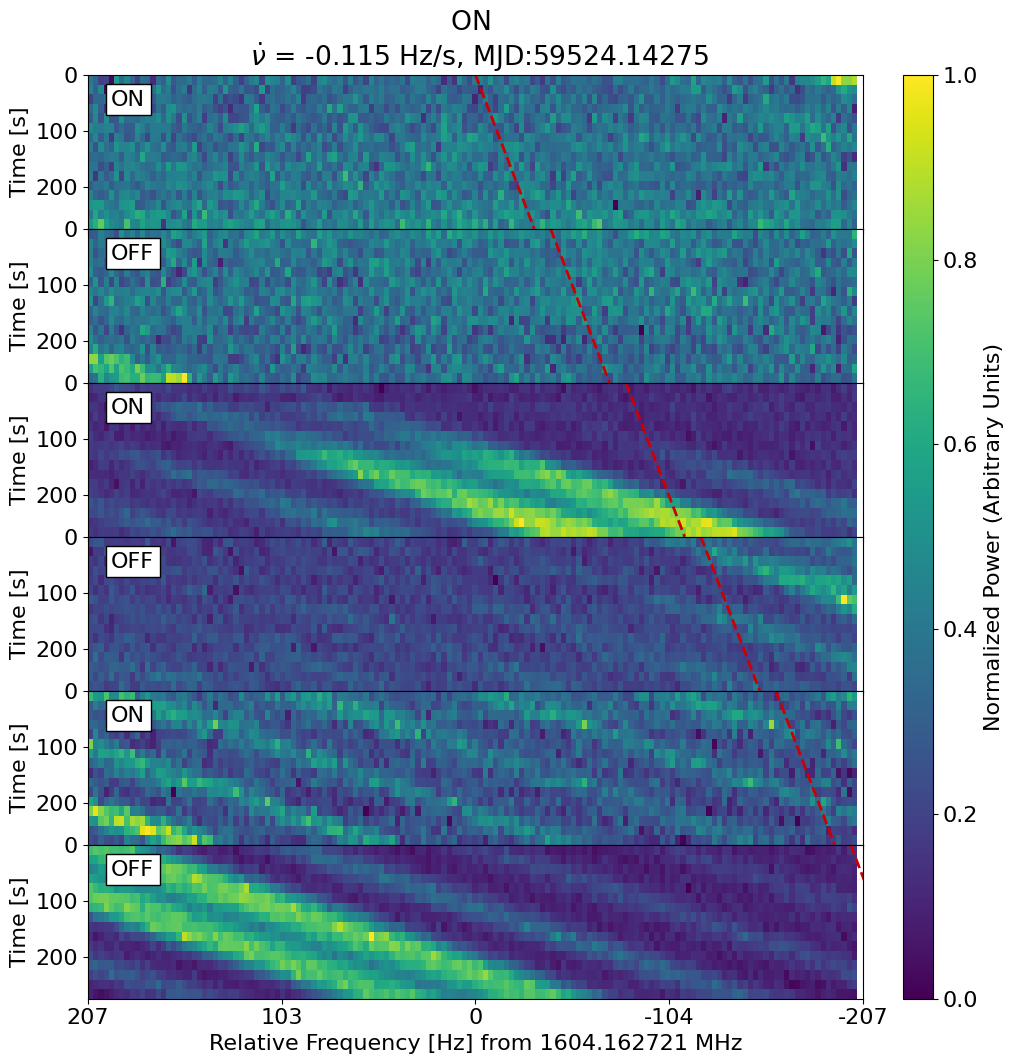 ON
ν̇ = -0.115 Hz/s, MJD:59524.14275
0
ON
100
200
Time [s]
0
OFF
100
200
Time [s]
0
ON
100
200
Time [s]
0
OFF
100
200
Time [s]
0
ON
100
200
Time [s]
0
OFF
100
200
Time [s]
207 103 0 -104 -207
Relative Frequency [Hz] from 1604.162721 MHz
1.0
0.8
0.6
0.4
0.2
0.0
Normalized Power (Arbitrary Units)